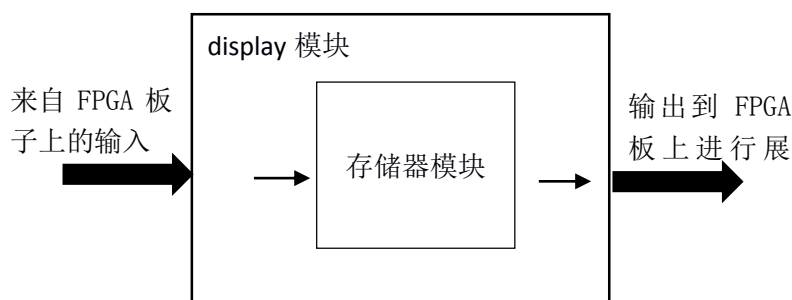 display 模块
来自 FPGA 板
子上的输入
存储器模块
输出到 FPGA
板上进行展